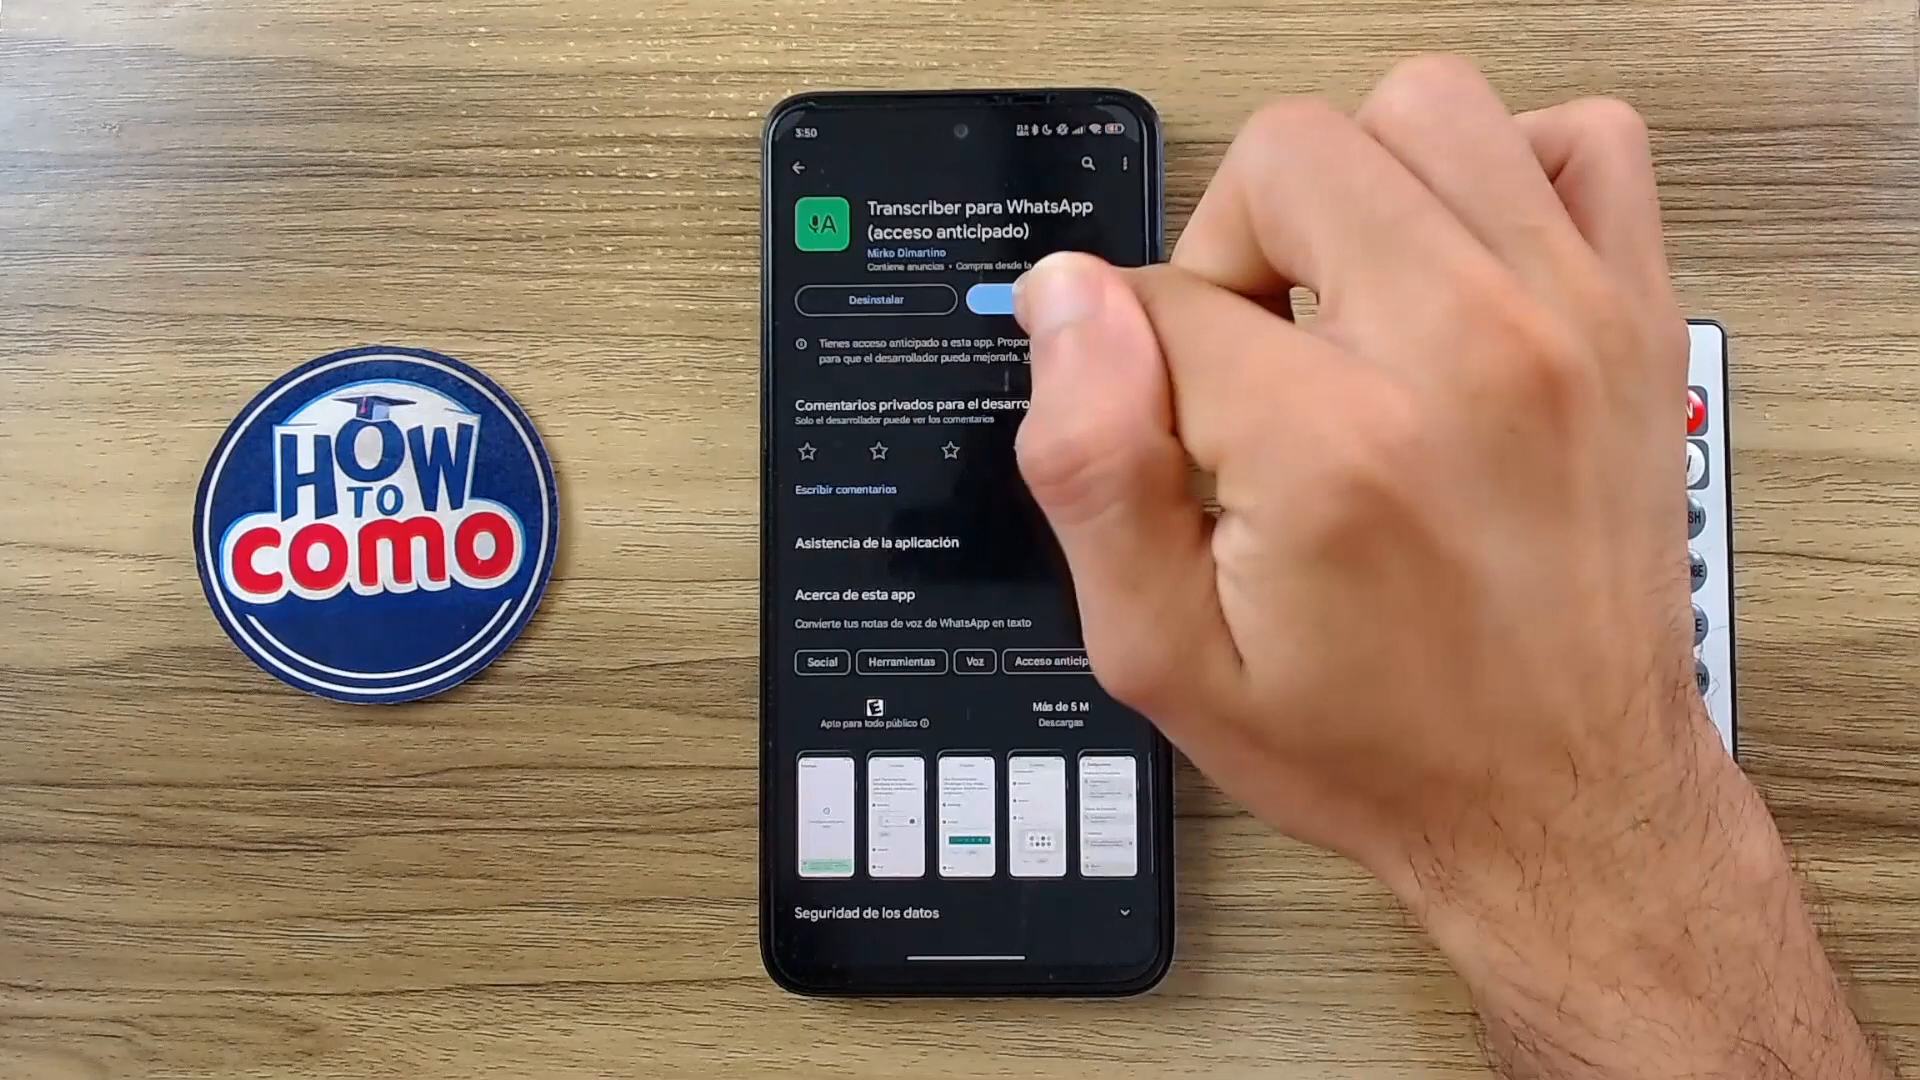 HOW
TO
como
3:50
A
Transcriber para WhatsApp
(acceso anticipado)
Mirko Dimartino
Contiene anuncios • Compras desde la
Desinstalar
Tienes acceso anticipado a esta app. Propor
para que el desarrollador pueda mejorarla.
Comentarios privados para el desarro
Solo el desarrollador puede ver los comentarios
Escribir comentarios
Asistencia de la aplicación
Acerca de esta app
Convierte tus notas de voz de WhatsApp en texto
Social
Herramientas
Voz
Acceso anticip
E
Apto para todo público
Más de 5 M
Descargas
Seguridad de los datos
N
SH
BE
E
TH